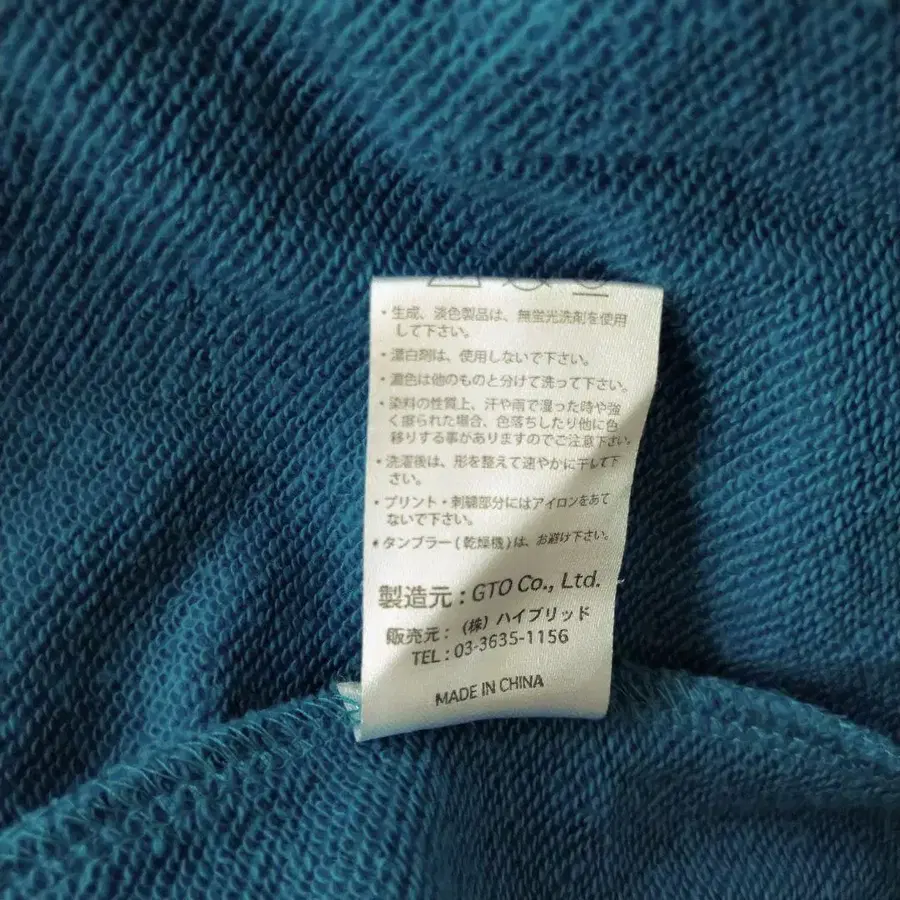 ・生成、淡色製品は、無蛍光洗剤を使用
して下さい。
・漂白剤は、使用しないで下さい。
・濃色は他のものと分けて洗って下さい。
・染料の性質上、汗や雨で湿った時や強
く擦られた場合、色落ちしたり他に色
移りする事がありますのでご注意下さい。
・洗濯後は、形を整えて速やかに干して下
さい。
・プリント・刺繍部分にはアイロンをあて
ないで下さい。
・タンブラー(乾燥機)は、お避け下さい。
製造元：GTO Co., Ltd.
販売元：（株）ハイブリッド
TEL : 03-3635-1156
MADE IN CHINA